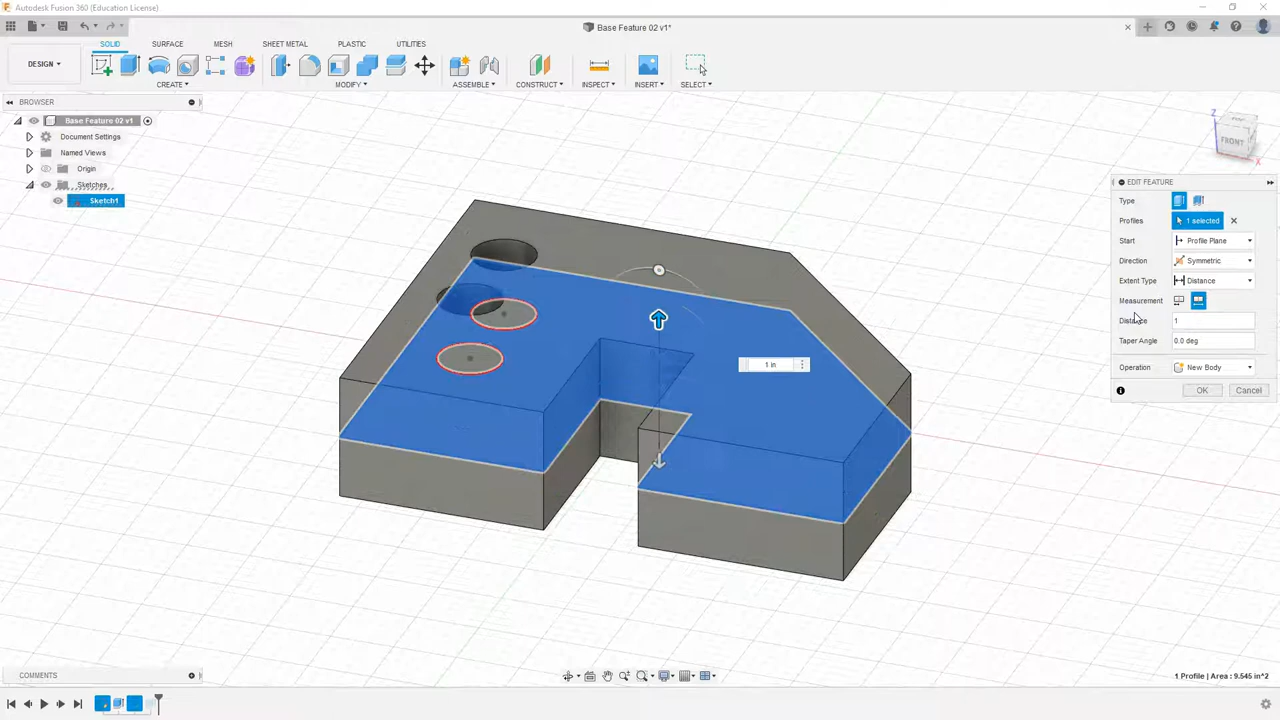 Autodesk Fusion 360 (Education License)
Base Feature 02 v1*
SOLID SURFACE MESH SHEET METAL PLASTIC UTILITIES
DESIGN
CREATE MODIFY ASSEMBLE CONSTRUCT INSPECT INSERT SELECT
BROWSER
Base Feature 02 v1
Document Settings
Named Views
Origin
Sketches
Sketch1
Z
TOP
FRONT
X
EDIT FEATURE
Type
Profiles 1 selected
Start Profile Plane
Direction Symmetric
Extent Type Distance
Measurement
Distance 1
Taper Angle 0.0 deg
Operation New Body
OK Cancel
1 in
COMMENTS
1 Profile | Area : 9.545 in^2